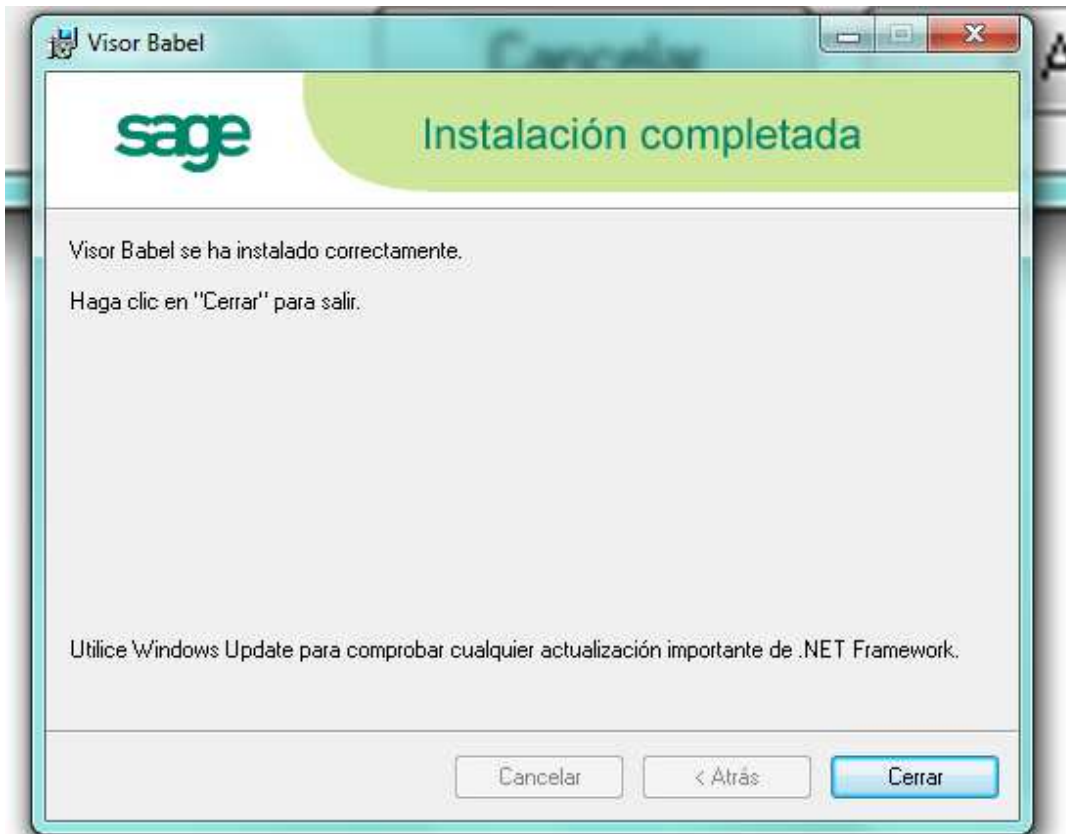 Cancelar
Visor Babel
sage
Instalación completada
Visor Babel se ha instalado correctamente.
Haga clic en "Cerrar" para salir.
Utilice Windows Update para comprobar cualquier actualización importante de .NET Framework.
Cancelar
< Atrás
Cerrar